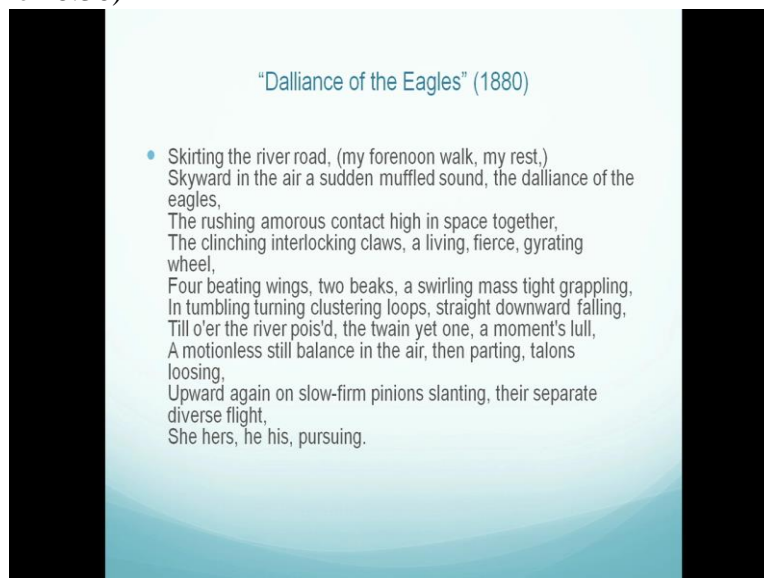 “Dalliance of the Eagles” (1880)
Skirting the river road, (my forenoon walk, my rest,)
Skyward in the air a sudden muffled sound, the dalliance of the
eagles,
The rushing amorous contact high in space together,
The clinching interlocking claws, a living, fierce, gyrating
wheel,
Four beating wings, two beaks, a swirling mass tight grappling,
In tumbling turning clustering loops, straight downward falling,
Till o'er the river pois'd, the twain yet one, a moment's lull,
A motionless still balance in the air, then parting, talons
loosing,
Upward again on slow-firm pinions slanting, their separate
diverse flight,
She hers, he his, pursuing.